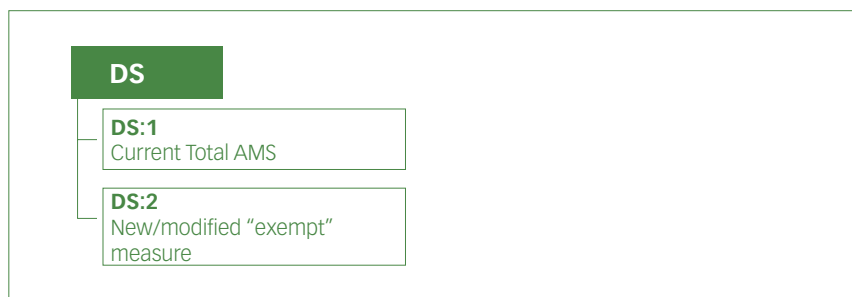 DS
DS:1
Current Total AMS
DS:2
New/modified “exempt”
measure